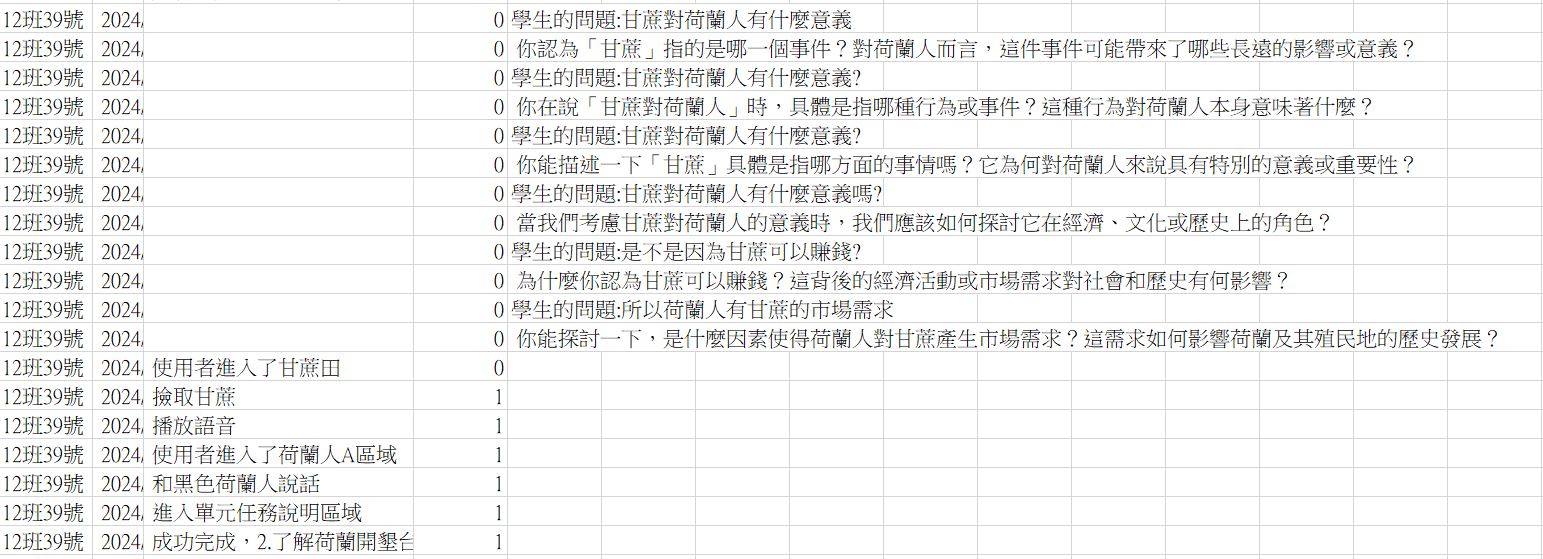 12班39號 2024/ 0 學生的問題:甘蔗對荷蘭人有什麼意義
12班39號 2024/ 0 你認為「甘蔗」指的是哪一個事件？對荷蘭人而言，這件事件可能帶來了哪些長遠的影響或意義？
12班39號 2024/ 0 學生的問題:甘蔗對荷蘭人有什麼意義?
12班39號 2024/ 0 你在說「甘蔗對荷蘭人」時，具體是指哪種行為或事件？這種行為對荷蘭人本身意味著什麼？
12班39號 2024/ 0 學生的問題:甘蔗對荷蘭人有什麼意義?
12班39號 2024/ 0 你能描述一下「甘蔗」具體是指哪方面的事情嗎？它為何對荷蘭人來說具有特別的意義或重要性？
12班39號 2024/ 0 學生的問題:甘蔗對荷蘭人有什麼意義嗎?
12班39號 2024/ 0 當我們考慮甘蔗對荷蘭人的意義時，我們應該如何探討它在經濟、文化或歷史上的角色？
12班39號 2024/ 0 學生的問題:是不是因為甘蔗可以賺錢?
12班39號 2024/ 0 為什麼你認為甘蔗可以賺錢？這背後的經濟活動或市場需求對社會和歷史有何影響？
12班39號 2024/ 0 學生的問題:所以荷蘭人有甘蔗的市場需求
12班39號 2024/ 0 你能探討一下，是什麼因素使得荷蘭人對甘蔗產生市場需求？這需求如何影響荷蘭及其殖民地的歷史發展？
12班39號 2024/ 使用者進入了甘蔗田 0
12班39號 2024/ 撿取甘蔗 1
12班39號 2024/ 播放語音 1
12班39號 2024/ 使用者進入了荷蘭人A區域 1
12班39號 2024/ 和黑色荷蘭人說話 1
12班39號 2024/ 進入單元任務說明區域 1
12班39號 2024/ 成功完成，2.了解荷蘭開墾台 1